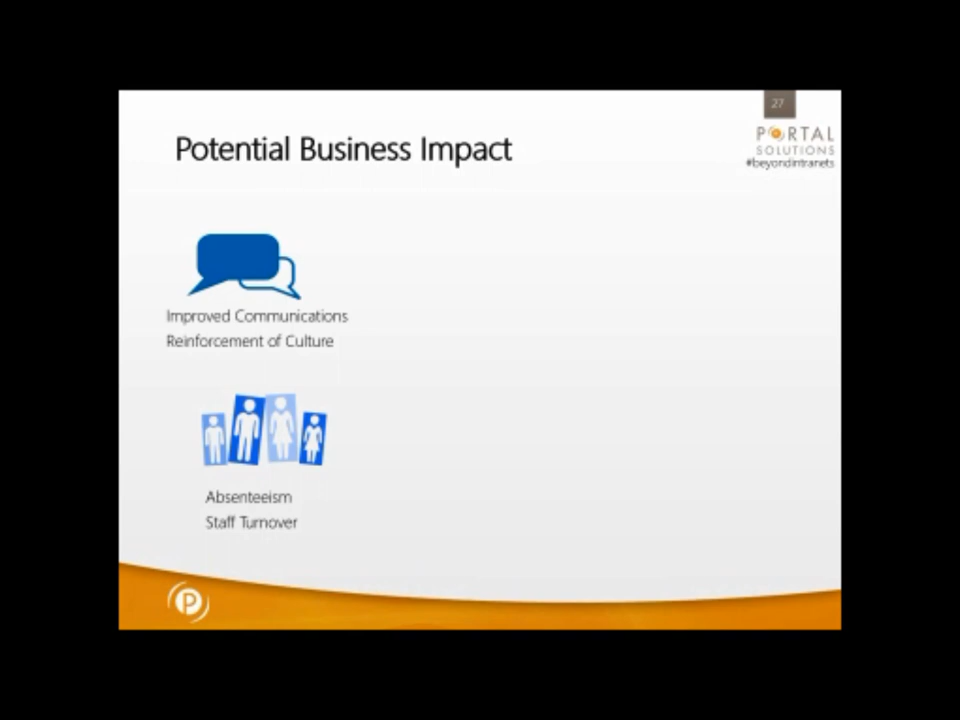 27
PORTAL
SOLUTIONS
#beyondintranets
Potential Business Impact
Improved Communications
Reinforcement of Culture
Absenteeism
Staff Turnover
P